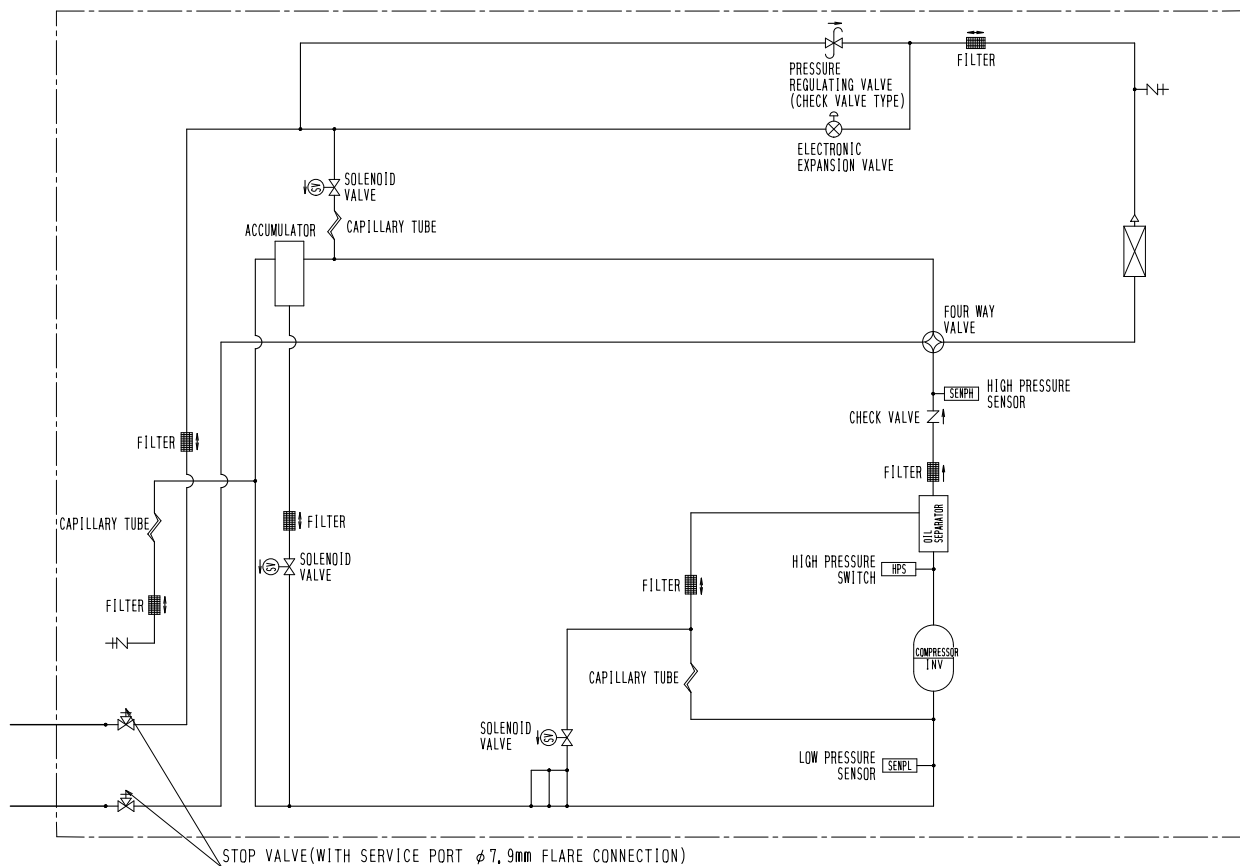 FILTER
PRESSURE
REGULATING VALVE
(CHECK VALVE TYPE)
ELECTRONIC
EXPANSION VALVE
SV
SOLENOID
VALVE
CAPILLARY TUBE
ACCUMULATOR
FOUR WAY
VALVE
SENPH
HIGH PRESSURE
SENSOR
CHECK VALVE
FILTER
FILTER
OIL
SEPARATOR
CAPILLARY TUBE
FILTER
SV
SOLENOID
VALVE
HIGH PRESSURE
SWITCH
HPS
FILTER
FILTER
COMPRESSOR
INV
CAPILLARY TUBE
SOLENOID
VALVE
SV
LOW PRESSURE
SENSOR
SENPL
STOP VALVE(WITH SERVICE PORT φ7,9mm FLARE CONNECTION)